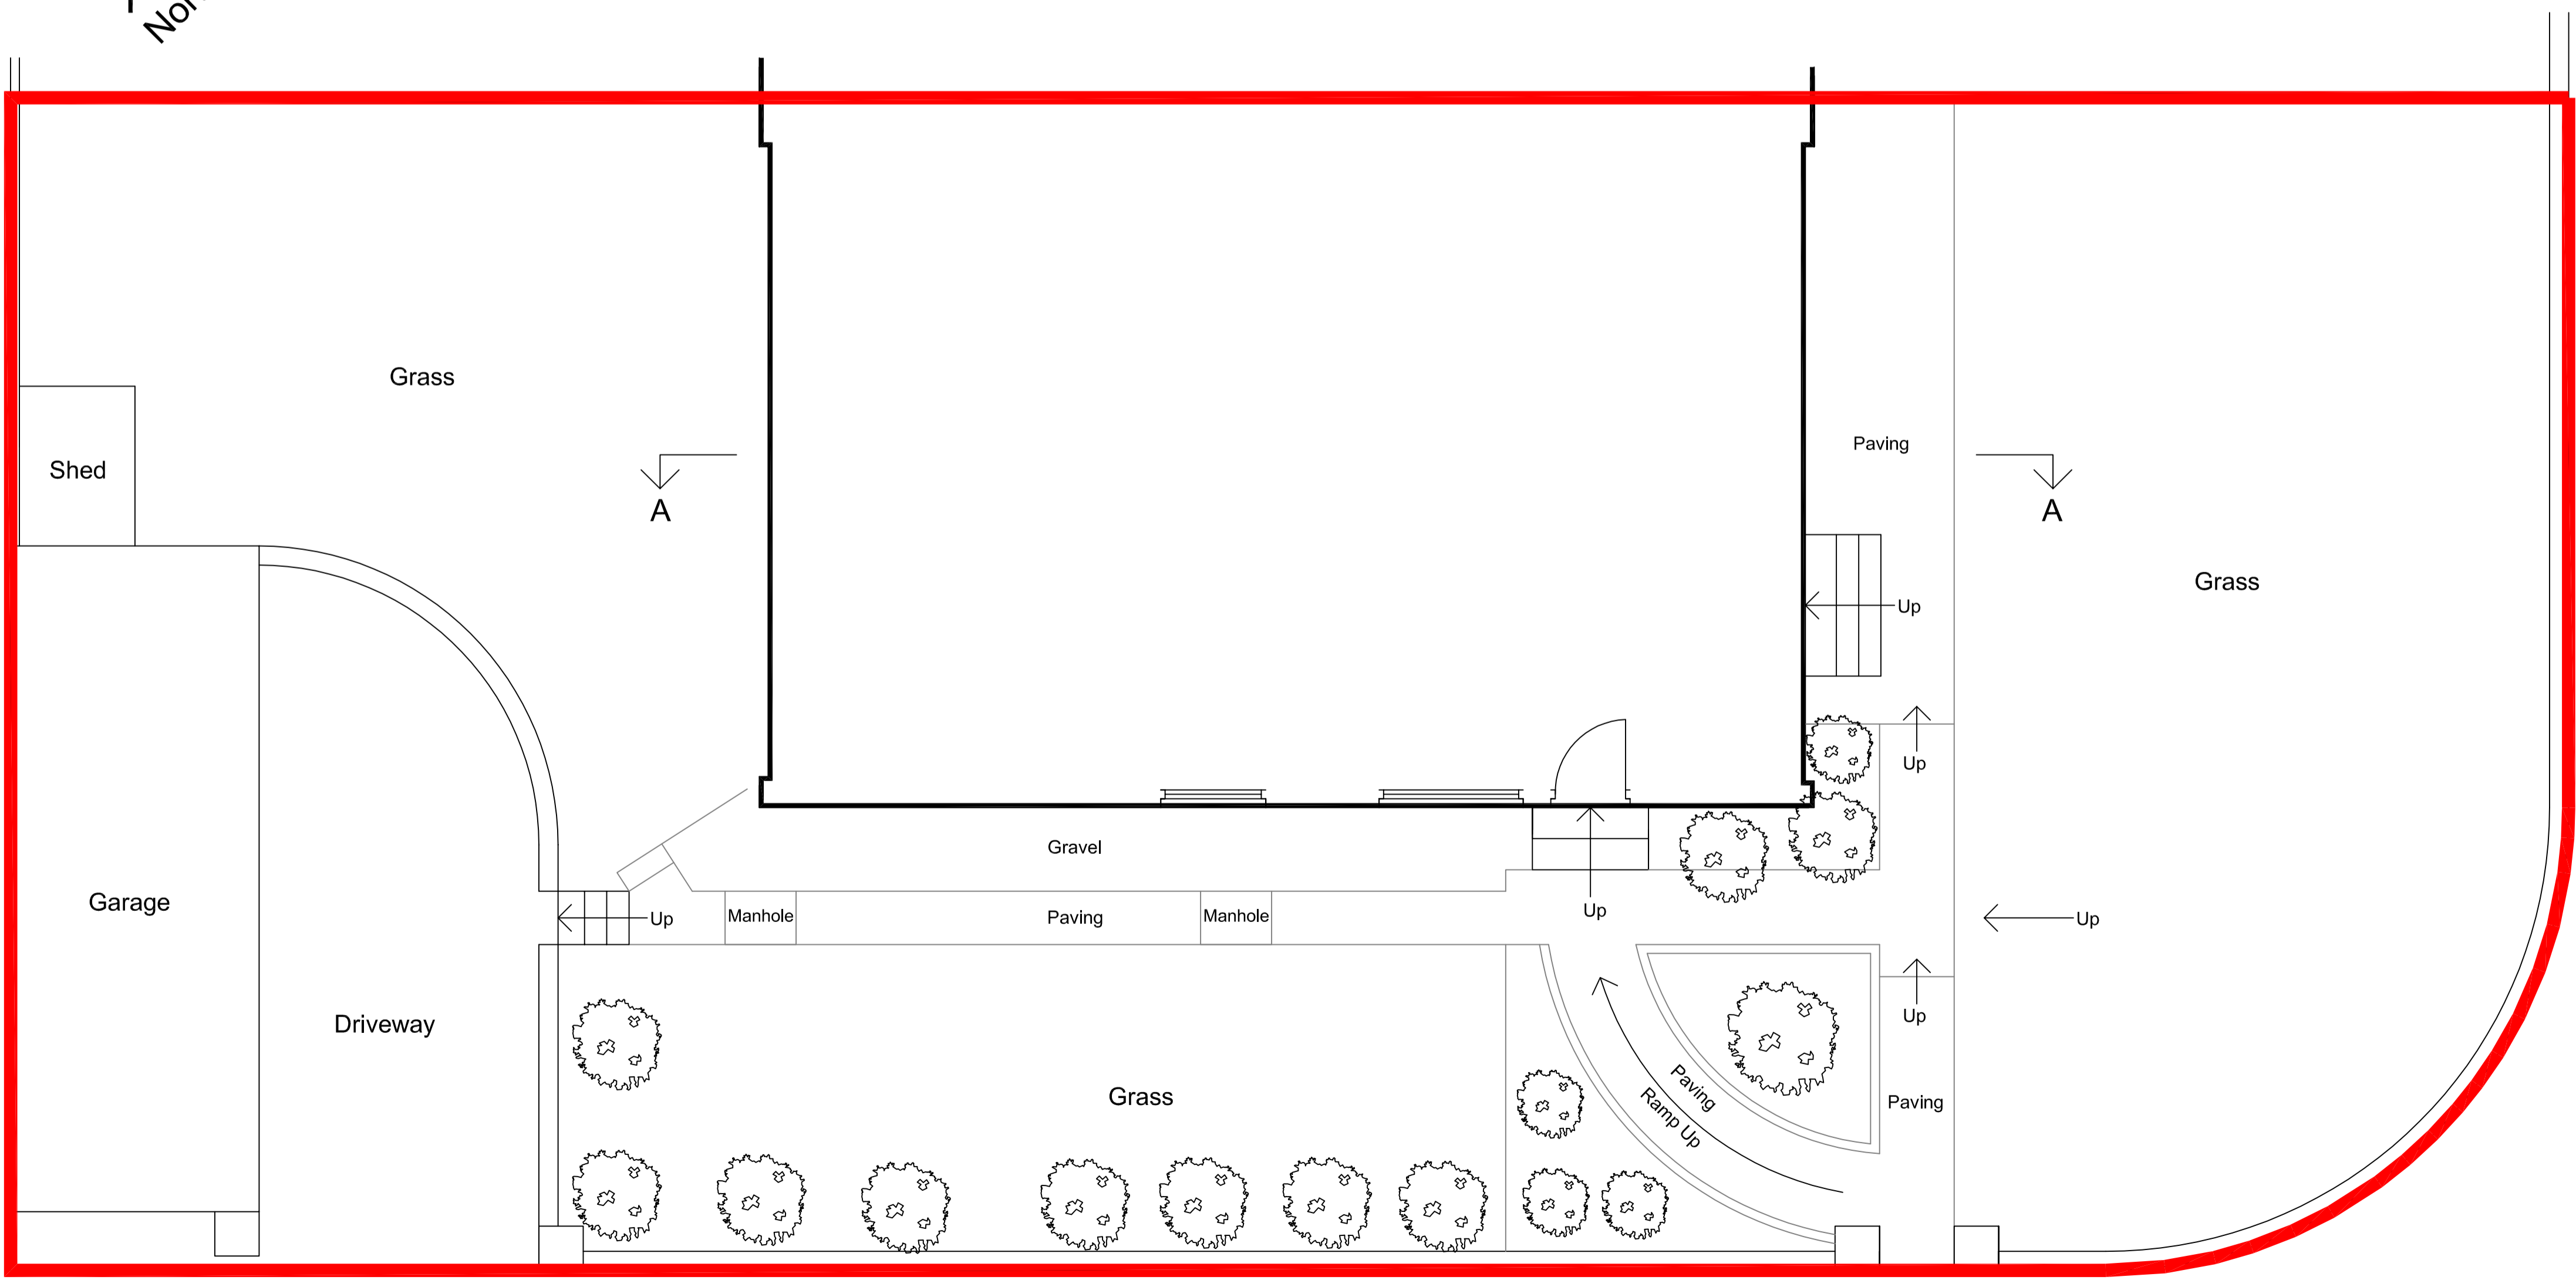 Grass
Shed
A
Paving
A
Grass
Up
Up
Gravel
Garage
Up
Manhole
Paving
Manhole
Up
Up
Driveway
Up
Grass
Paving
Ramp Up
Paving